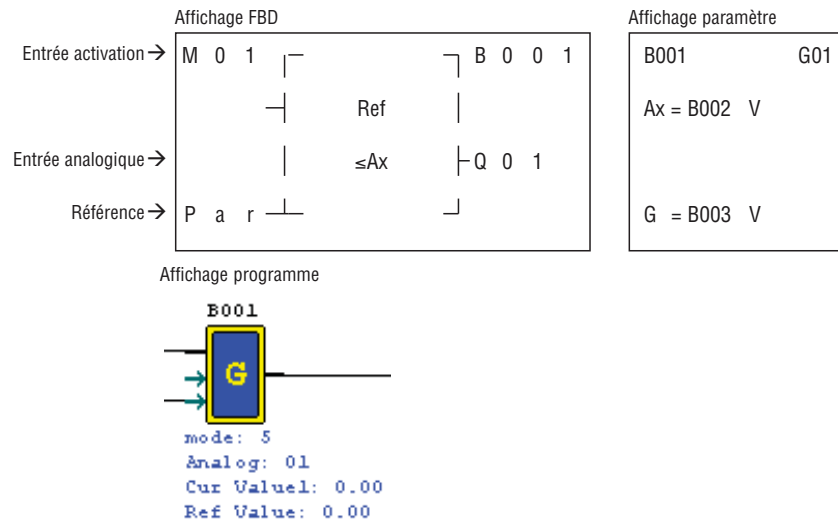 Affichage FBD
Affichage paramètre
Entrée activation → M 0 1 B 0 0 1
B001 G01
Ref
Ax = B002 V
Entrée analogique → ≤Ax Q 0 1
Référence → P a r
G = B003 V
Affichage programme
B001
G
mode: 5
Analog: 01
Cur Value1: 0.00
Ref Value: 0.00